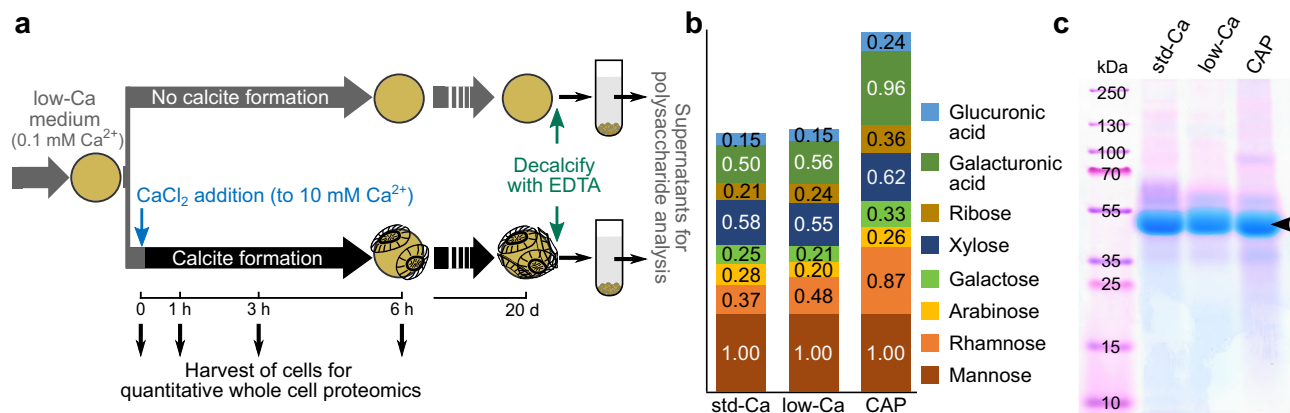 a
low-Ca
medium
(0.1 mM Ca²⁺)
No calcite formation
CaCl₂ addition (to 10 mM Ca²⁺)
Decalcify
with EDTA
Calcite formation
Supernatants for
polysaccharide analysis
0
1 h
3 h
6 h
20 d
Harvest of cells for
quantitative whole cell proteomics
b
0.15
0.50
0.21
0.58
0.25
0.28
0.37
1.00
0.15
0.56
0.24
0.55
0.21
0.20
0.48
1.00
0.24
0.96
0.36
0.62
0.33
0.26
0.87
1.00
std-Ca
low-Ca
CAP
Glucuronic
acid
Galacturonic
acid
Ribose
Xylose
Galactose
Arabinose
Rhamnose
Mannose
c
kDa
std-Ca
low-Ca
CAP
250
130
100
70
55
35
25
15
10